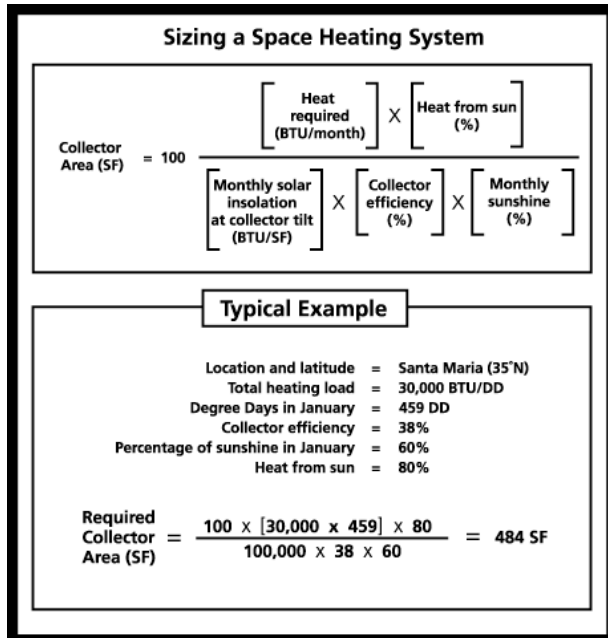 Sizing a Space Heating System
Collector
Area (SF)
= 100
Heat
required
(BTU/month)
X
Heat from sun
(%)
Monthly solar
insolation
at collector tilt
(BTU/SF)
X
Collector
efficiency
(%)
X
Monthly
sunshine
(%)
Typical Example
Location and latitude = Santa Maria (35°N)
Total heating load = 30,000 BTU/DD
Degree Days in January = 459 DD
Collector efficiency = 38%
Percentage of sunshine in January = 60%
Heat from sun = 80%
Required
Collector
Area (SF)
=
100 X [30,000 x 459] X 80
100,000 X 38 X 60
= 484 SF